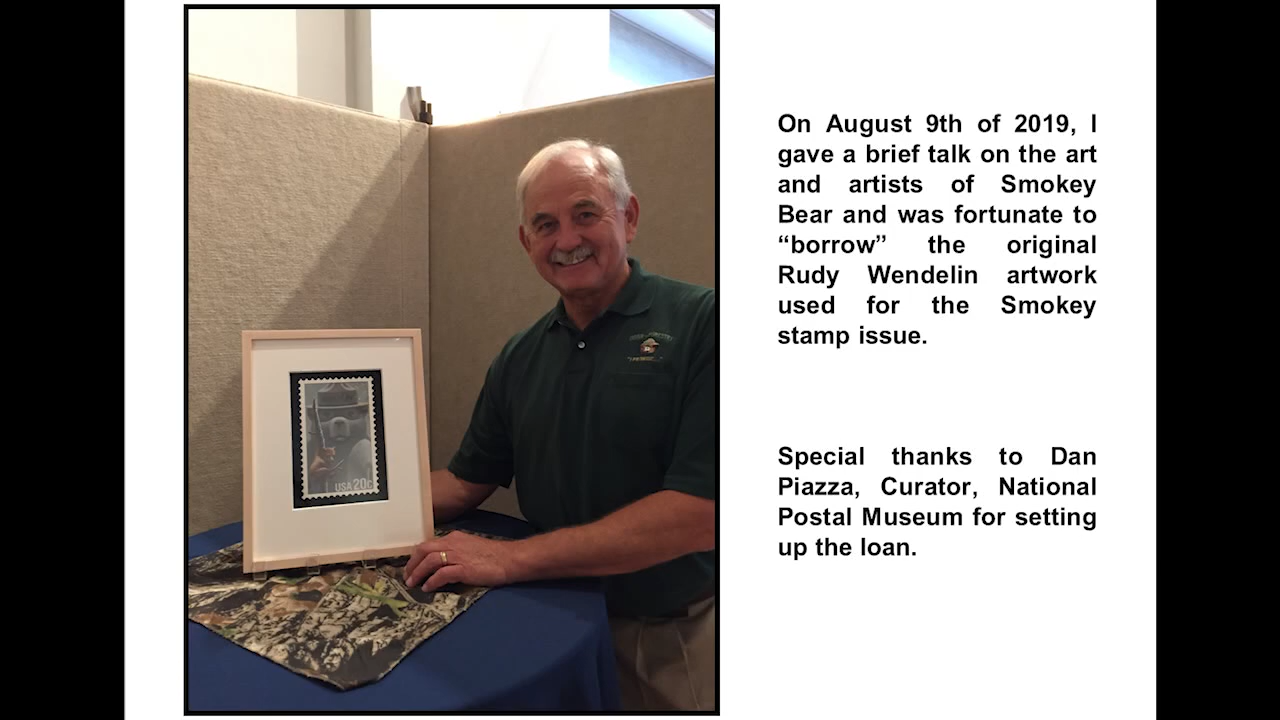 On August 9th of 2019, I
gave a brief talk on the art
and artists of Smokey
Bear and was fortunate to
“borrow” the original
Rudy Wendelin artwork
used for the Smokey
stamp issue.
Special thanks to Dan
Piazza, Curator, National
Postal Museum for setting
up the loan.
USA 20c